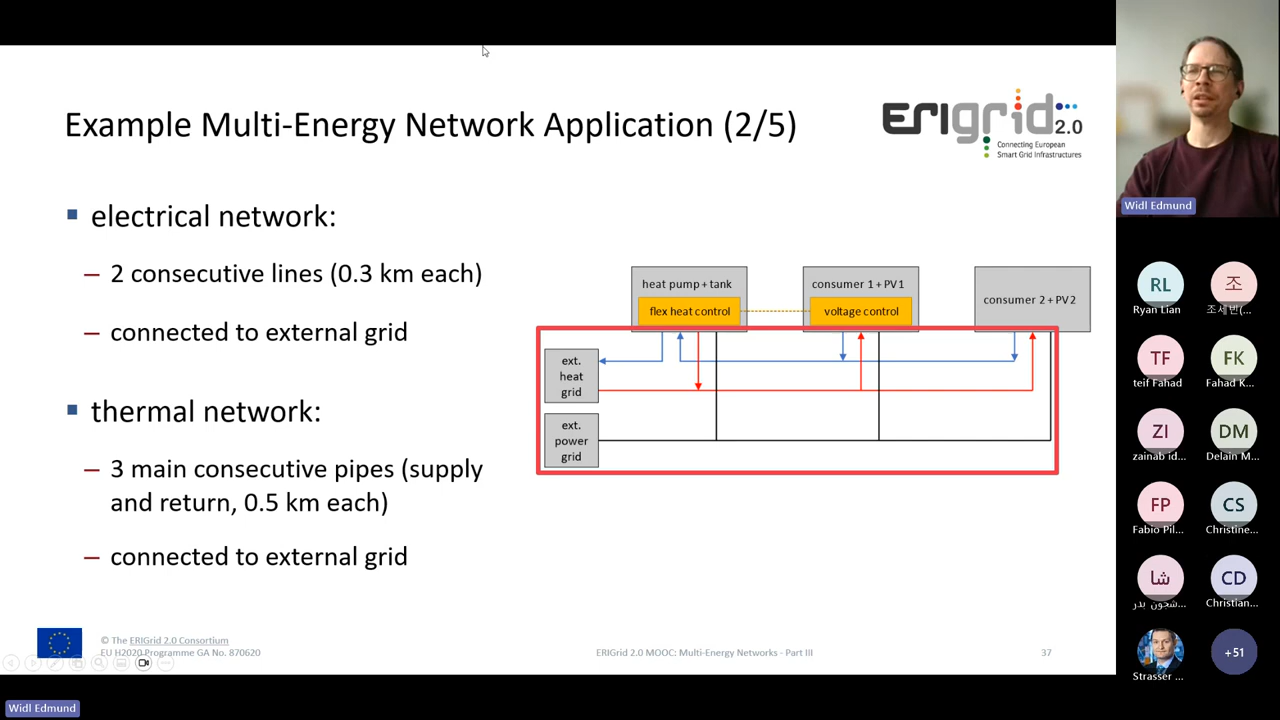 Example Multi-Energy Network Application (2/5)
ERIgrid 2.0
Connecting European
Smart Grid Infrastructures
electrical network:
– 2 consecutive lines (0.3 km each)
– connected to external grid
thermal network:
– 3 main consecutive pipes (supply
and return, 0.5 km each)
– connected to external grid
heat pump + tank
flex heat control
consumer 1 + PV1
voltage control
consumer 2 + PV2
ext.
heat
grid
ext.
power
grid
© The ERIGrid 2.0 Consortium
EU H2020 Programme GA No. 870620
ERIGrid 2.0 MOOC: Multi-Energy Networks - Part III
37
Widl Edmund
RL
Ryan Lian
조
조세빈(...
TF
teif Fahad
FK
Fahad K...
ZI
zainab id...
DM
Delain M...
FP
Fabio Pil...
CS
Christine...
شا
شجون بدر...
CD
Christian...
Strasser ...
+51
Widl Edmund